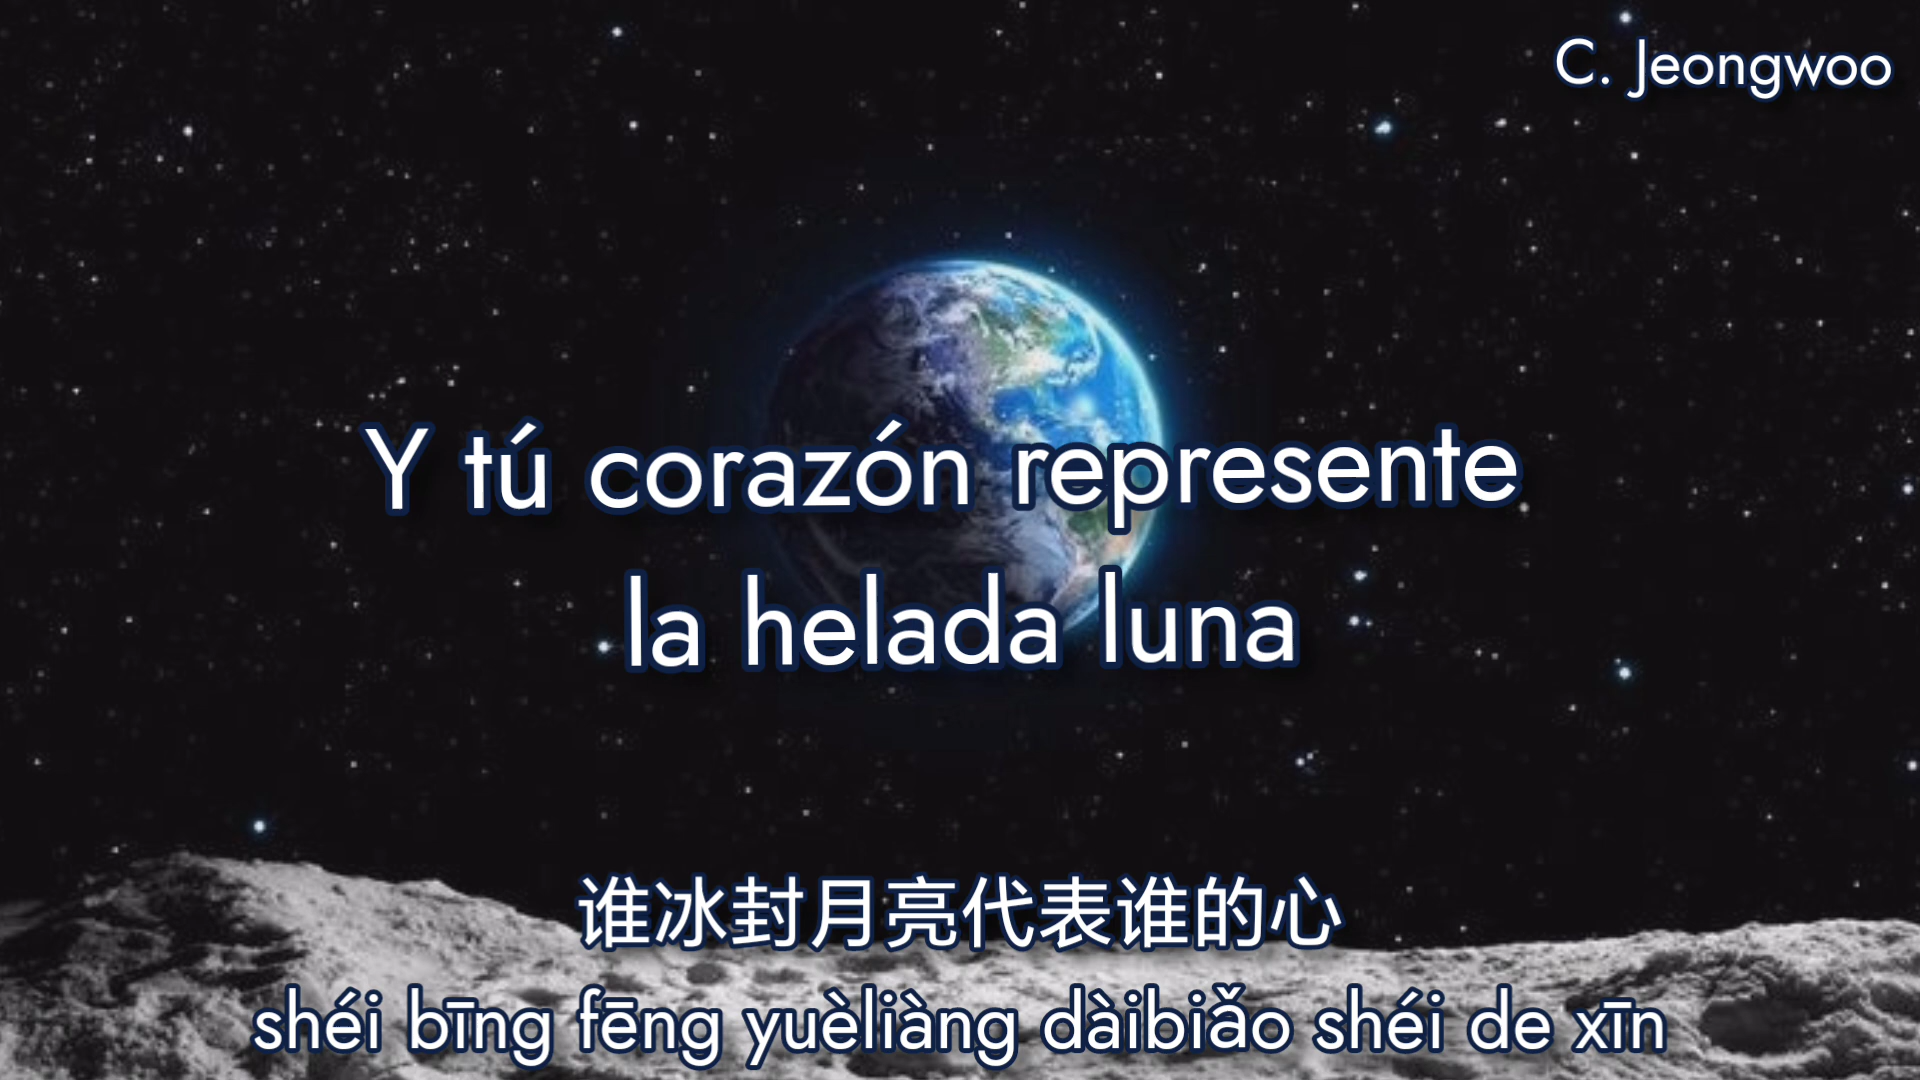 C. Jeongwoo
Y tú corazón represente
la helada luna
谁冰封月亮代表谁的心
shéi bīng fēng yuèliàng dàibiǎo shéi de xīn